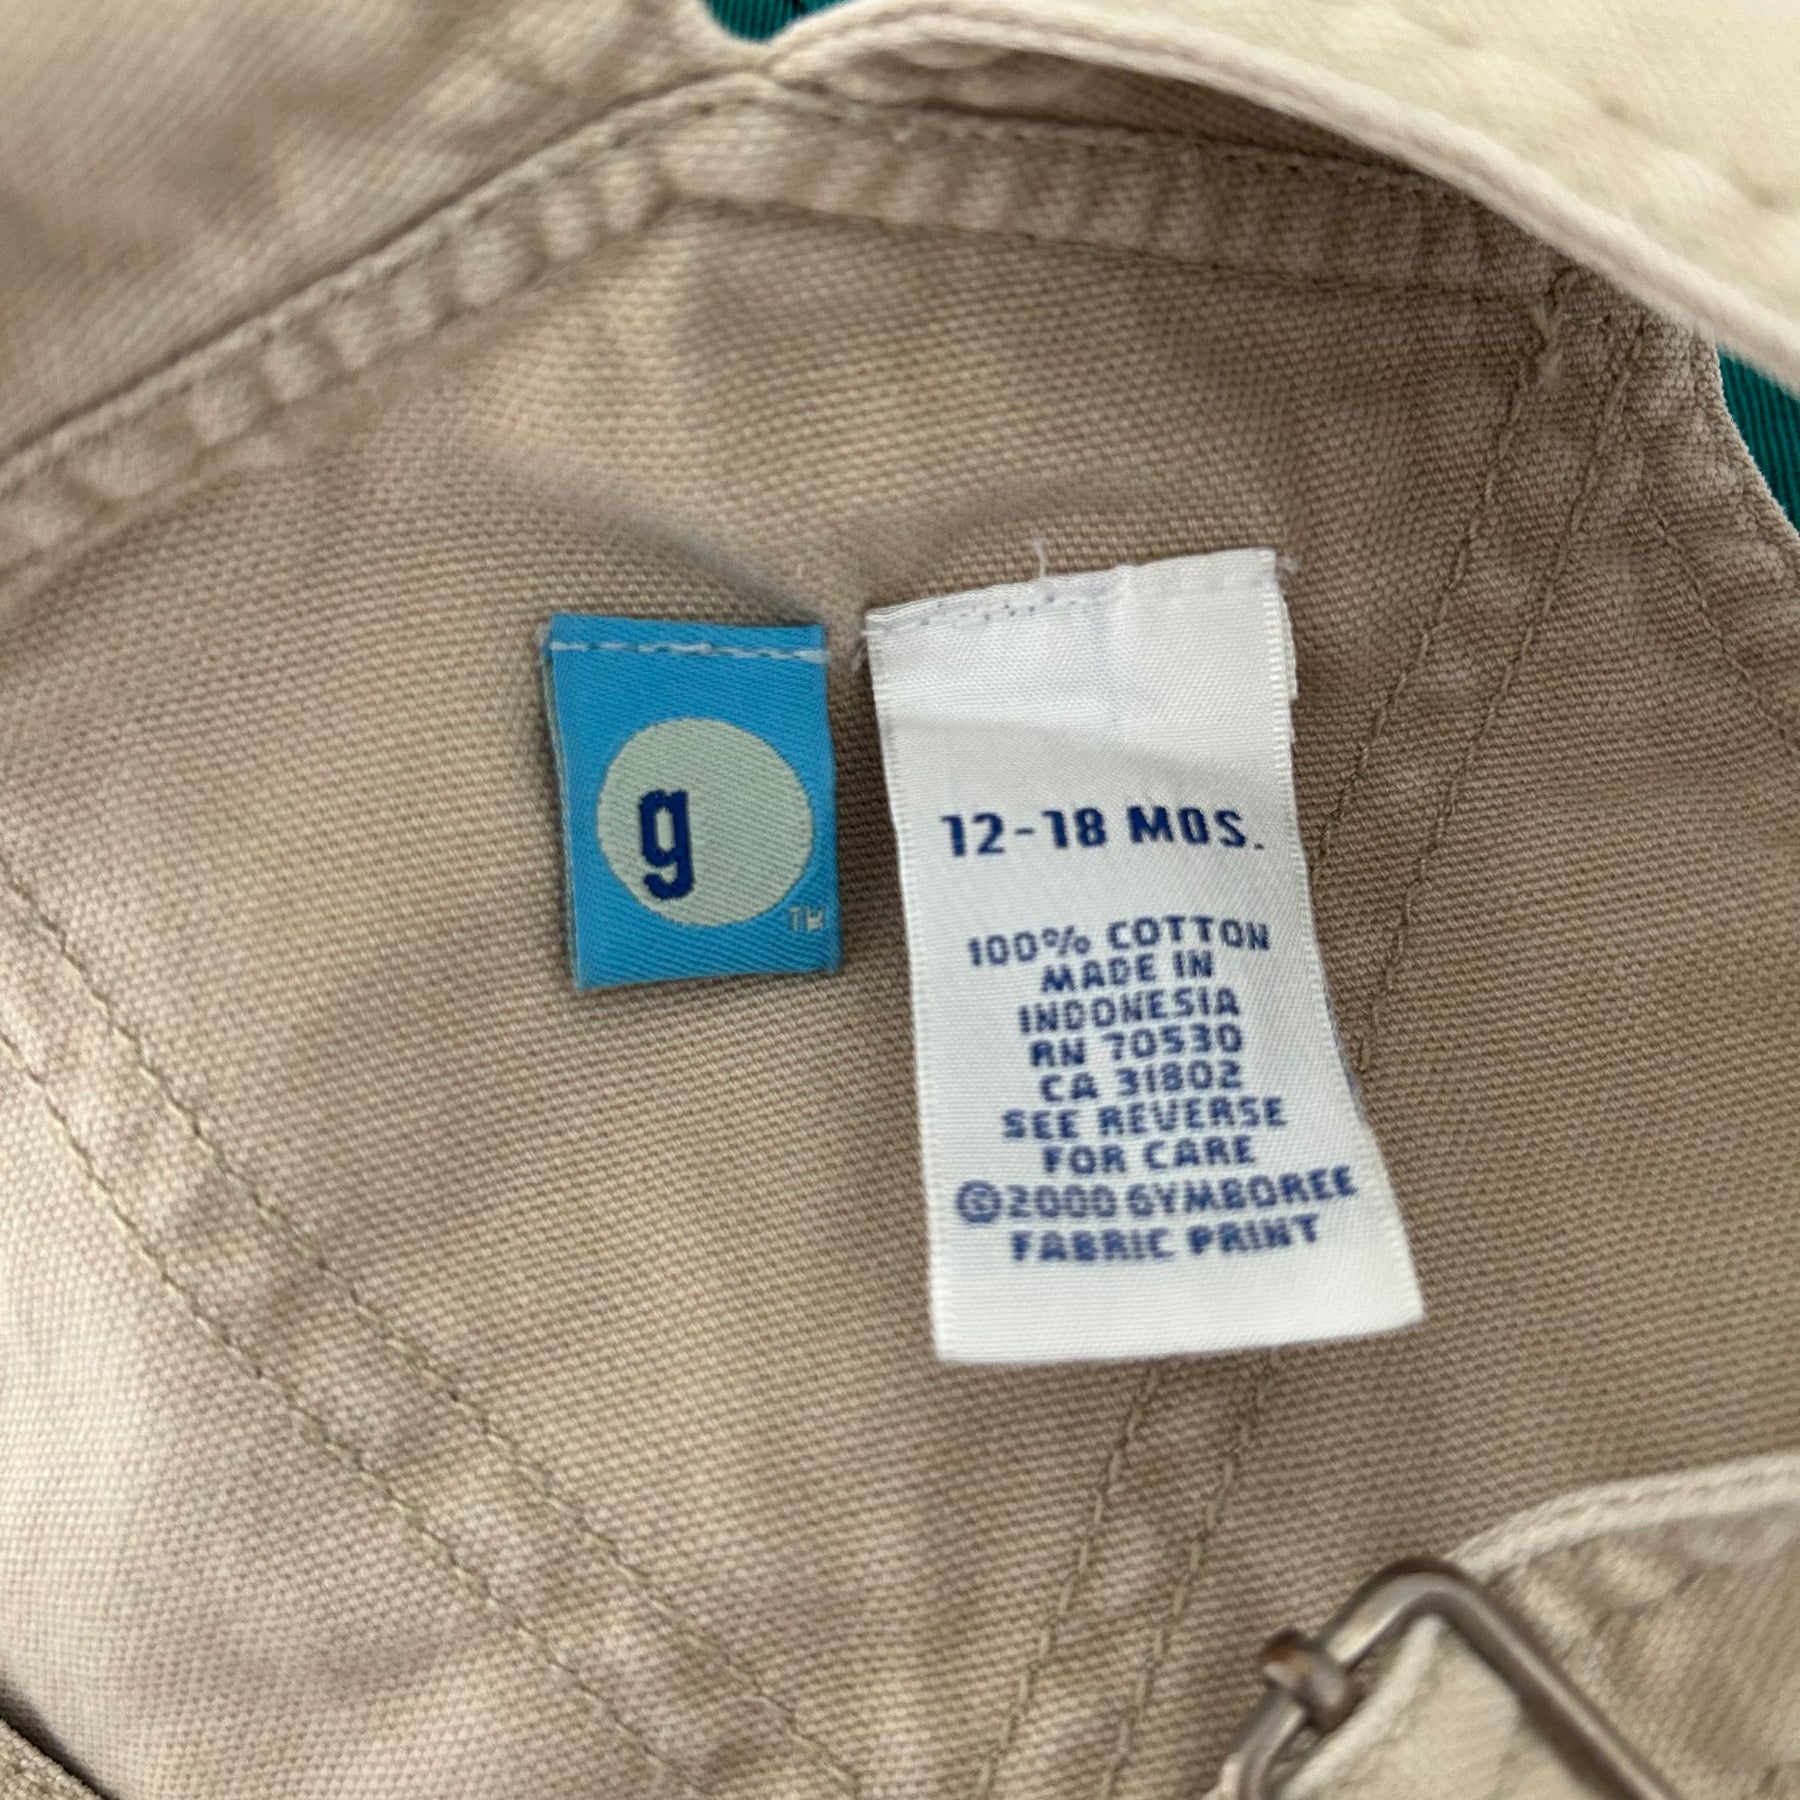 g
TM
12-18 MOS.
100% COTTON
MADE IN
INDONESIA
RN 70530
CA 31802
SEE REVERSE
FOR CARE
©2000 GYMBOREE
FABRIC PRINT